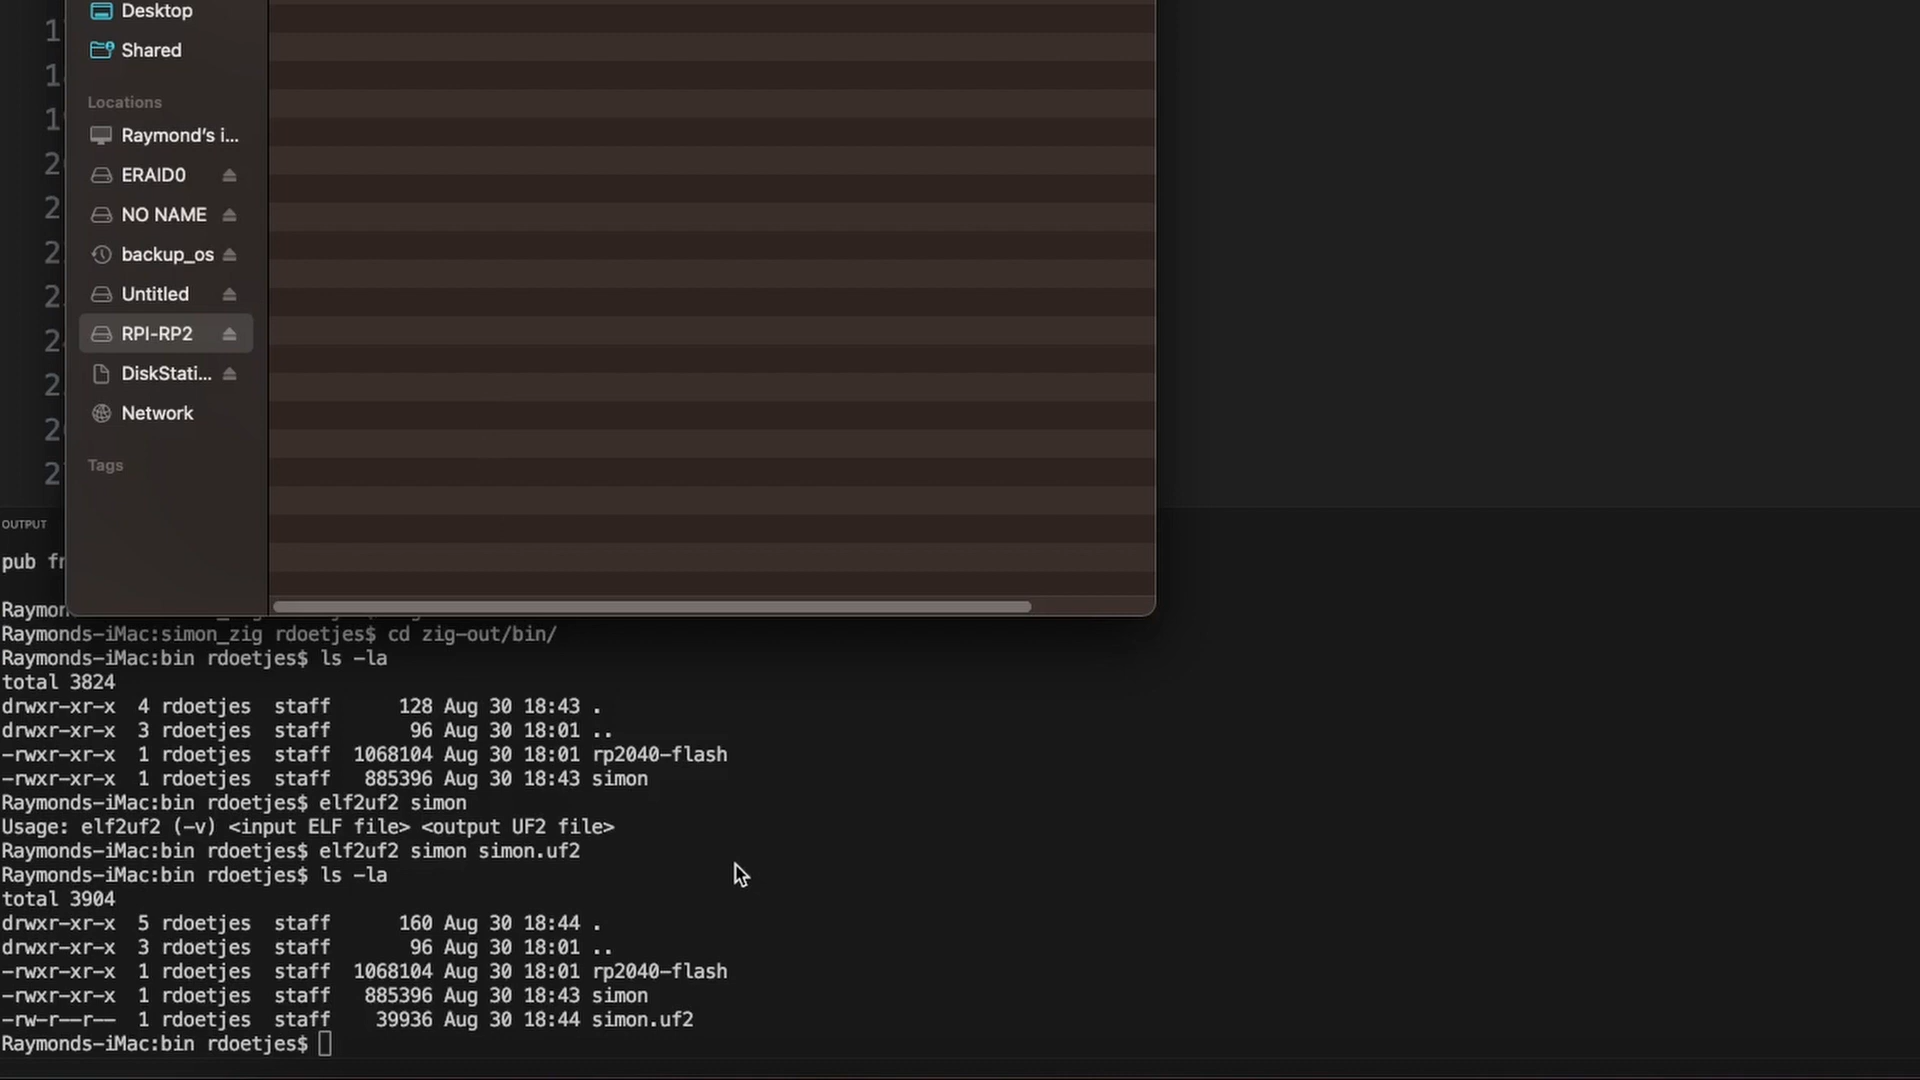 Desktop
Shared
Locations
Raymond's i...
ERAID0
NO NAME
backup_os
Untitled
RPI-RP2
DiskStati...
Network
Tags
OUTPUT
pub fr
Raymon
Raymonds-iMac:simon_zig rdoetjes$ cd zig-out/bin/
Raymonds-iMac:bin rdoetjes$ ls -la
total 3824
drwxr-xr-x  4 rdoetjes  staff      128 Aug 30 18:43 .
drwxr-xr-x  3 rdoetjes  staff       96 Aug 30 18:01 ..
-rwxr-xr-x  1 rdoetjes  staff  1068104 Aug 30 18:01 rp2040-flash
-rwxr-xr-x  1 rdoetjes  staff   885396 Aug 30 18:43 simon
Raymonds-iMac:bin rdoetjes$ elf2uf2 simon
Usage: elf2uf2 (-v) <input ELF file> <output UF2 file>
Raymonds-iMac:bin rdoetjes$ elf2uf2 simon simon.uf2
Raymonds-iMac:bin rdoetjes$ ls -la
total 3904
drwxr-xr-x  5 rdoetjes  staff      160 Aug 30 18:44 .
drwxr-xr-x  3 rdoetjes  staff       96 Aug 30 18:01 ..
-rwxr-xr-x  1 rdoetjes  staff  1068104 Aug 30 18:01 rp2040-flash
-rwxr-xr-x  1 rdoetjes  staff   885396 Aug 30 18:43 simon
-rw-r--r--  1 rdoetjes  staff    39936 Aug 30 18:44 simon.uf2
Raymonds-iMac:bin rdoetjes$